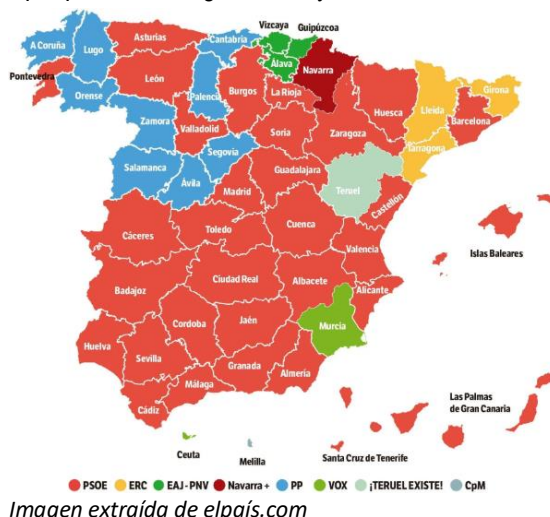 Vizcaya Guipúzcoa
A Coruña Lugo Asturias Cantabria
Álava Navarra
Pontevedra León
Orense Palencia Burgos La Rioja
Huesca Lleida Girona
Zamora Valladolid Soria Zaragoza Barcelona
Tarragona
Salamanca Segovia
Ávila Madrid Guadalajara Teruel
Castellón
Cáceres Toledo Cuenca Valencia
Islas Baleares
Badajoz Ciudad Real Albacete Alicante
Murcia
Huelva Sevilla Cordoba Jaén
Granada Almería
Cádiz Málaga
Las Palmas
de Gran Canaria
Ceuta Melilla Santa Cruz de Tenerife
PSOE ERC EAJ - PNV Navarra + PP VOX ¡TERUEL EXISTE! CpM
Imagen extraída de elpaís.com